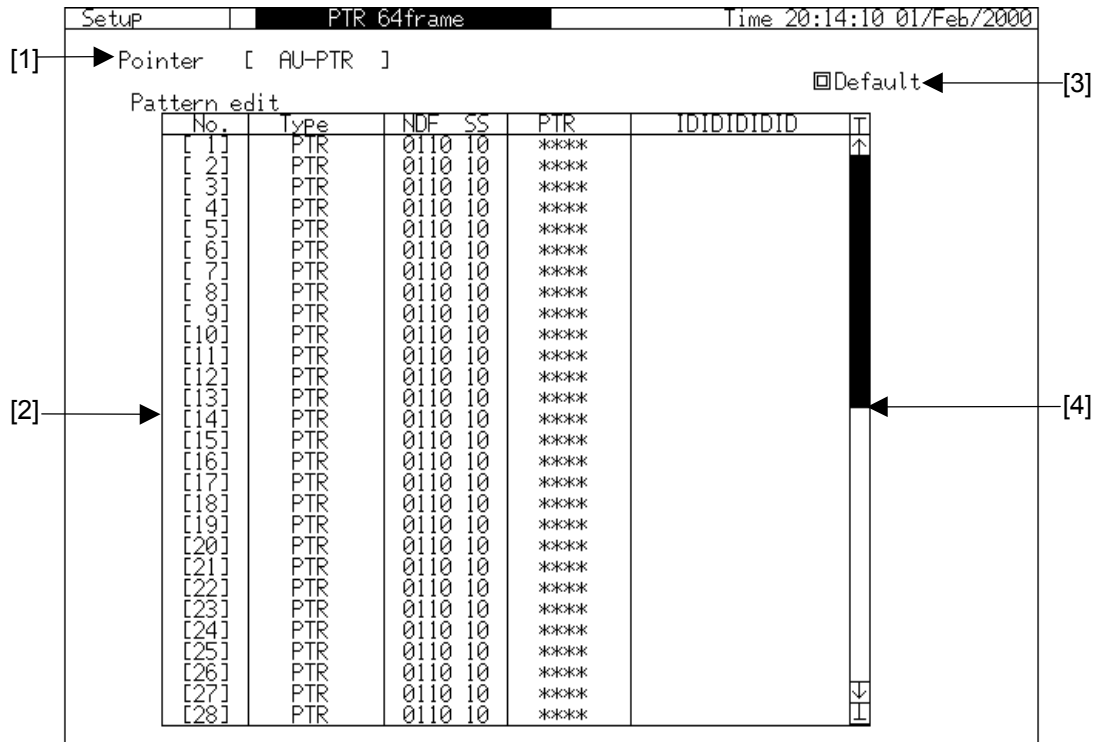 Setup PTR 64frame Time 20:14:10 01/Feb/2000
[1] Pointer [ AU-PTR ]
Default [3]
Pattern edit
No. Type NDF SS PTR IDIDIDIDID
[ 1] PTR 0110 10 ****
[ 2] PTR 0110 10 ****
[ 3] PTR 0110 10 ****
[ 4] PTR 0110 10 ****
[ 5] PTR 0110 10 ****
[ 6] PTR 0110 10 ****
[ 7] PTR 0110 10 ****
[ 8] PTR 0110 10 ****
[ 9] PTR 0110 10 ****
[10] PTR 0110 10 ****
[11] PTR 0110 10 ****
[12] PTR 0110 10 ****
[13] PTR 0110 10 ****
[2] [14] PTR 0110 10 **** [4]
[15] PTR 0110 10 ****
[16] PTR 0110 10 ****
[17] PTR 0110 10 ****
[18] PTR 0110 10 ****
[19] PTR 0110 10 ****
[20] PTR 0110 10 ****
[21] PTR 0110 10 ****
[22] PTR 0110 10 ****
[23] PTR 0110 10 ****
[24] PTR 0110 10 ****
[25] PTR 0110 10 ****
[26] PTR 0110 10 ****
[27] PTR 0110 10 ****
[28] PTR 0110 10 ****